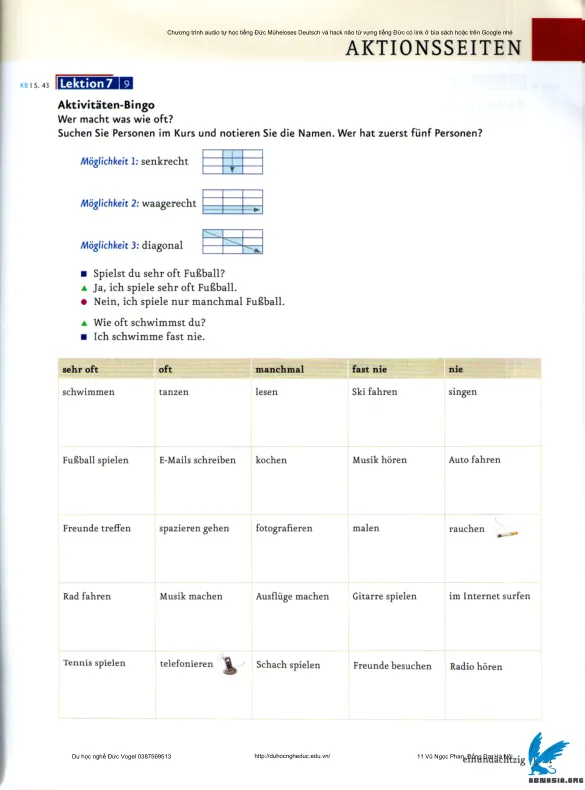 Chương trình audio tự học tiếng Đức Müheloses Deutsch và hack não từ vựng tiếng Đức có link ở bìa sách hoặc trên Google nhé
AKTIONSSEITEN
KB | S. 43 Lektion 7 9
Aktivitäten-Bingo
Wer macht was wie oft?
Suchen Sie Personen im Kurs und notieren Sie die Namen. Wer hat zuerst fünf Personen?
Möglichkeit 1: senkrecht
Möglichkeit 2: waagerecht
Möglichkeit 3: diagonal
■ Spielst du sehr oft Fußball?
▲ Ja, ich spiele sehr oft Fußball.
● Nein, ich spiele nur manchmal Fußball.
▲ Wie oft schwimmst du?
■ Ich schwimme fast nie.
sehr oft oft manchmal fast nie nie
schwimmen tanzen lesen Ski fahren singen
Fußball spielen E-Mails schreiben kochen Musik hören Auto fahren
Freunde treffen spazieren gehen fotografieren malen rauchen
Rad fahren Musik machen Ausflüge machen Gitarre spielen im Internet surfen
Tennis spielen telefonieren Schach spielen Freunde besuchen Radio hören
Du học nghề Đức Vogel 0387569513 http://duhocngheduc.edu.vn/ 11 Vũ Ngọc Phan, Đống Đa, Hà Nội